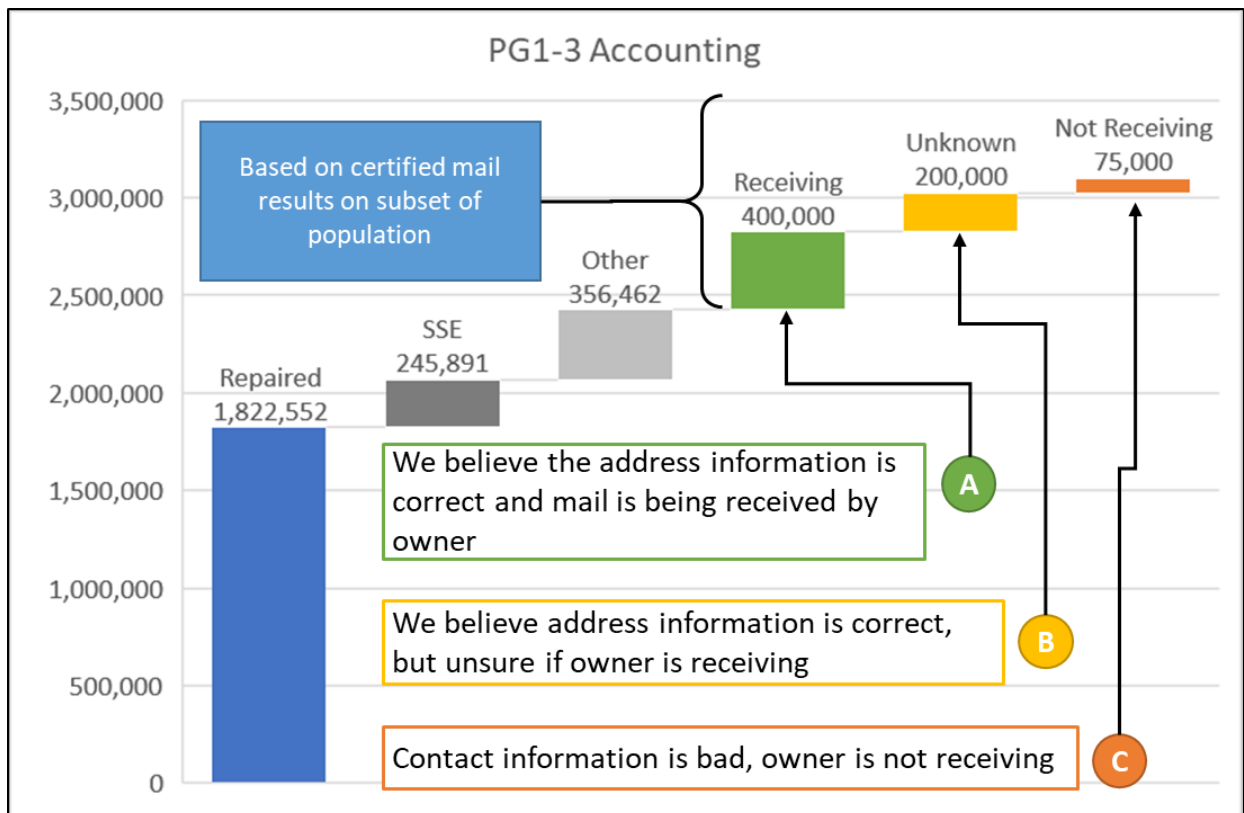 PG1-3 Accounting
3,500,000
3,000,000
2,500,000
2,000,000
1,500,000
1,000,000
500,000
0
Based on certified mail
results on subset of
population
Repaired
1,822,552
SSE
245,891
Other
356,462
Receiving
400,000
Unknown
200,000
Not Receiving
75,000
We believe the address information is
correct and mail is being received by
owner
A
We believe address information is correct,
but unsure if owner is receiving
B
Contact information is bad, owner is not receiving
C